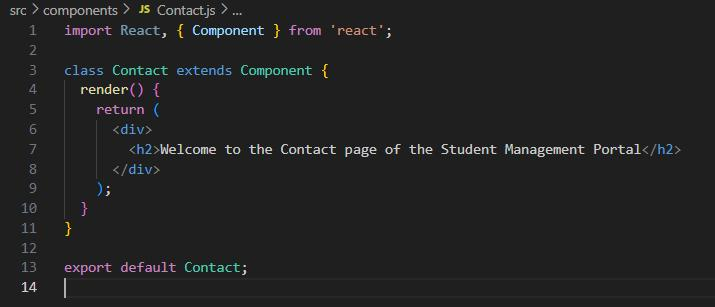 src > components > JS Contact.js > ...
1 import React, { Component } from 'react';
2
3 class Contact extends Component {
4   render() {
5     return (
6       <div>
7         <h2>Welcome to the Contact page of the Student Management Portal</h2>
8       </div>
9     );
10   }
11 }
12
13 export default Contact;
14